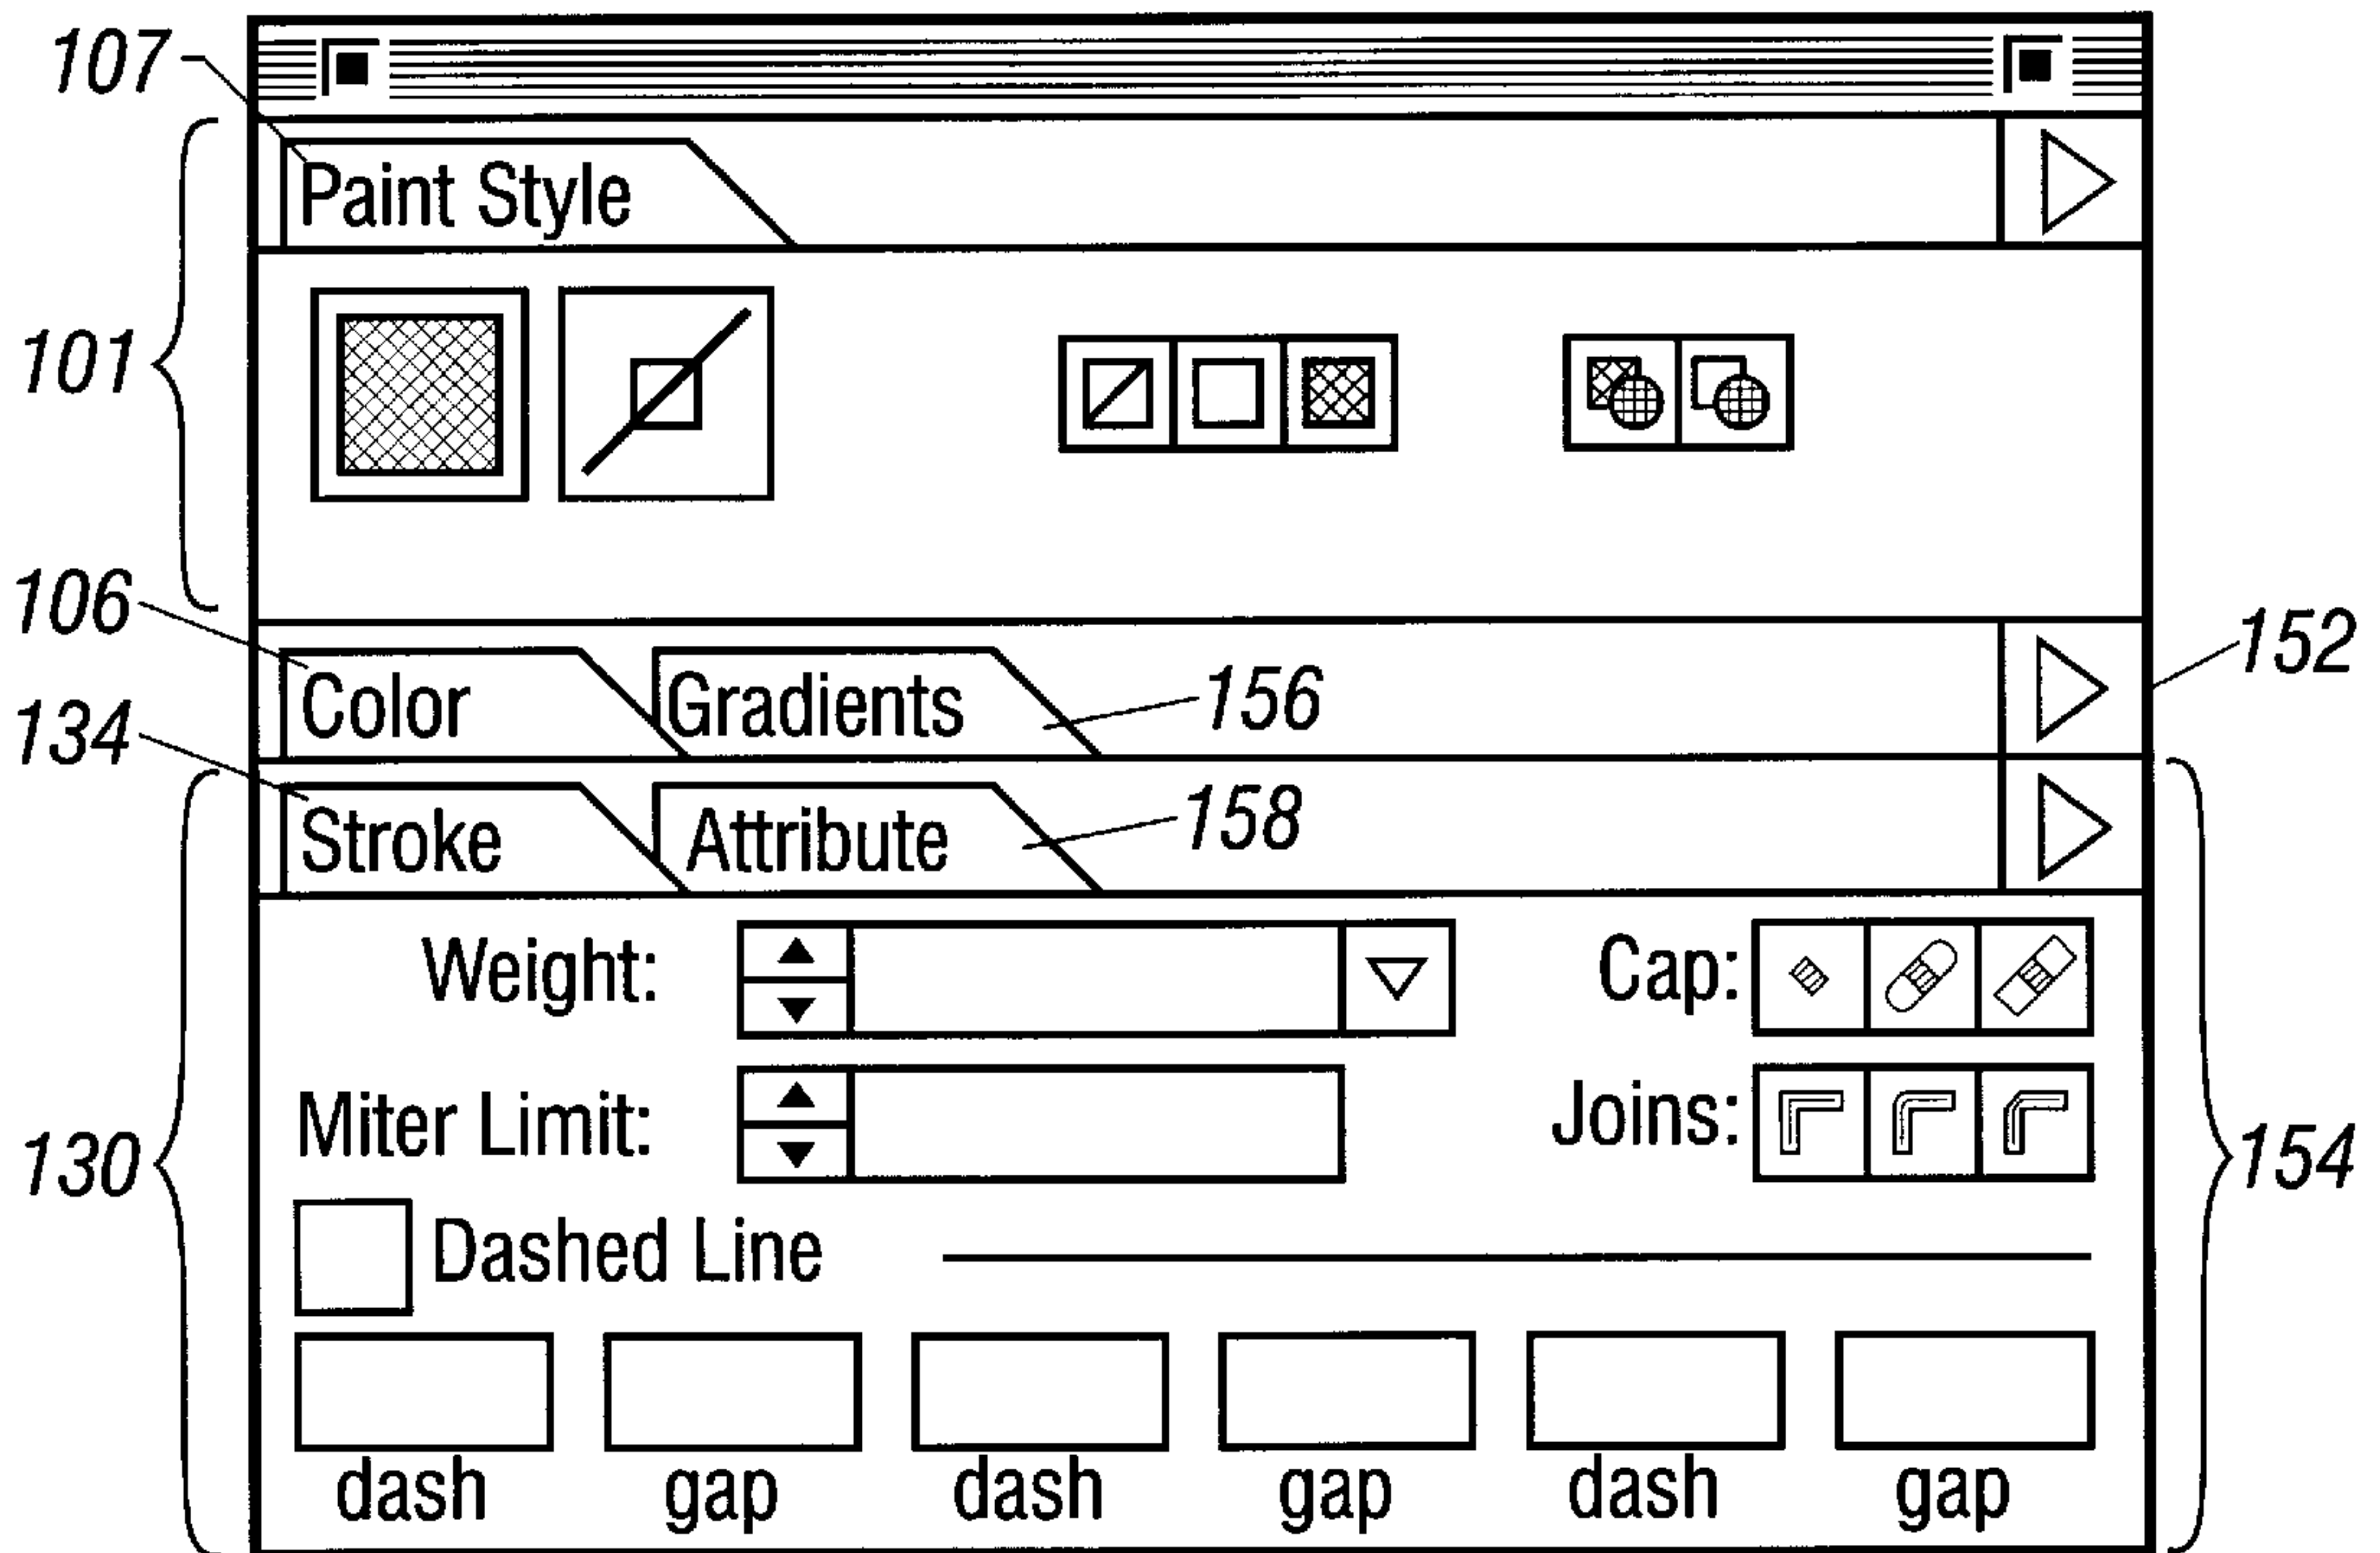 107
Paint Style
101
106
152
Color Gradients 156
134
Stroke Attribute 158
Weight: Cap:
Miter Limit: Joins:
130
154
Dashed Line
dash gap dash gap dash gap